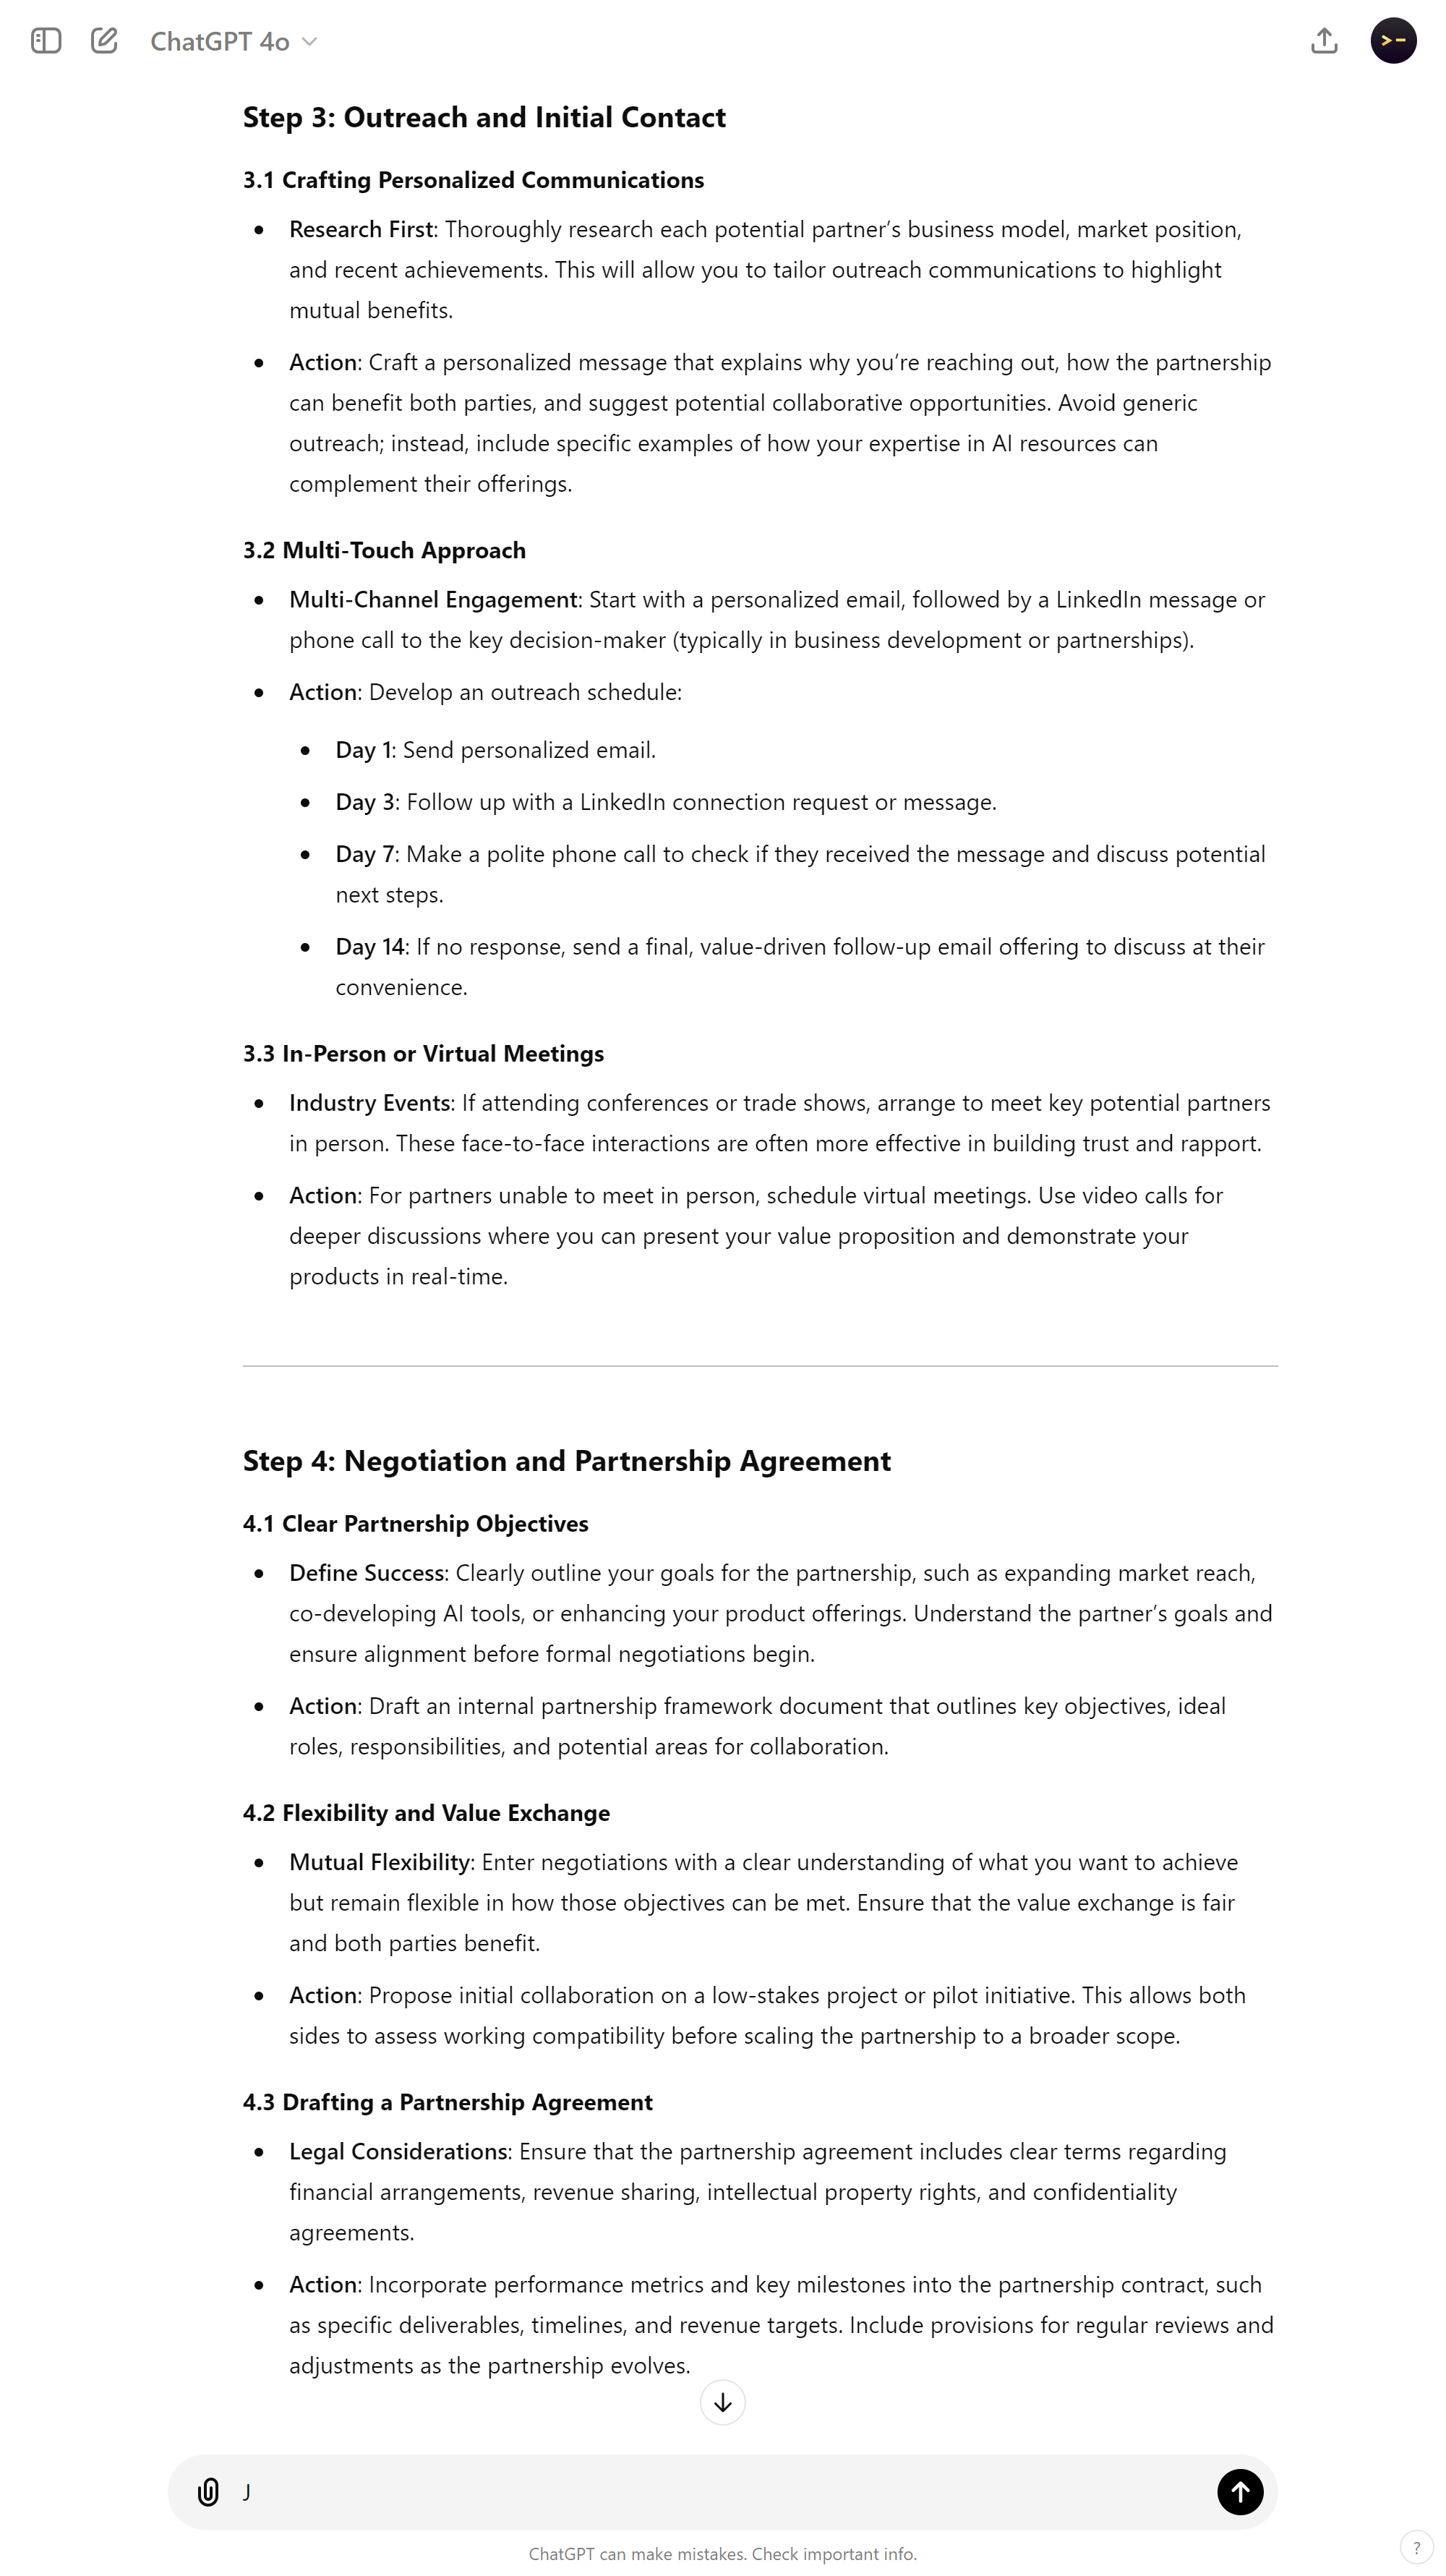 ChatGPT 4o
>-
Step 3: Outreach and Initial Contact
3.1 Crafting Personalized Communications
Research First: Thoroughly research each potential partner’s business model, market position,
and recent achievements. This will allow you to tailor outreach communications to highlight
mutual benefits.
Action: Craft a personalized message that explains why you’re reaching out, how the partnership
can benefit both parties, and suggest potential collaborative opportunities. Avoid generic
outreach; instead, include specific examples of how your expertise in AI resources can
complement their offerings.
3.2 Multi-Touch Approach
Multi-Channel Engagement: Start with a personalized email, followed by a LinkedIn message or
phone call to the key decision-maker (typically in business development or partnerships).
Action: Develop an outreach schedule:
Day 1: Send personalized email.
Day 3: Follow up with a LinkedIn connection request or message.
Day 7: Make a polite phone call to check if they received the message and discuss potential
next steps.
Day 14: If no response, send a final, value-driven follow-up email offering to discuss at their
convenience.
3.3 In-Person or Virtual Meetings
Industry Events: If attending conferences or trade shows, arrange to meet key potential partners
in person. These face-to-face interactions are often more effective in building trust and rapport.
Action: For partners unable to meet in person, schedule virtual meetings. Use video calls for
deeper discussions where you can present your value proposition and demonstrate your
products in real-time.
Step 4: Negotiation and Partnership Agreement
4.1 Clear Partnership Objectives
Define Success: Clearly outline your goals for the partnership, such as expanding market reach,
co-developing AI tools, or enhancing your product offerings. Understand the partner’s goals and
ensure alignment before formal negotiations begin.
Action: Draft an internal partnership framework document that outlines key objectives, ideal
roles, responsibilities, and potential areas for collaboration.
4.2 Flexibility and Value Exchange
Mutual Flexibility: Enter negotiations with a clear understanding of what you want to achieve
but remain flexible in how those objectives can be met. Ensure that the value exchange is fair
and both parties benefit.
Action: Propose initial collaboration on a low-stakes project or pilot initiative. This allows both
sides to assess working compatibility before scaling the partnership to a broader scope.
4.3 Drafting a Partnership Agreement
Legal Considerations: Ensure that the partnership agreement includes clear terms regarding
financial arrangements, revenue sharing, intellectual property rights, and confidentiality
agreements.
Action: Incorporate performance metrics and key milestones into the partnership contract, such
as specific deliverables, timelines, and revenue targets. Include provisions for regular reviews and
adjustments as the partnership evolves.
J
ChatGPT can make mistakes. Check important info.
?